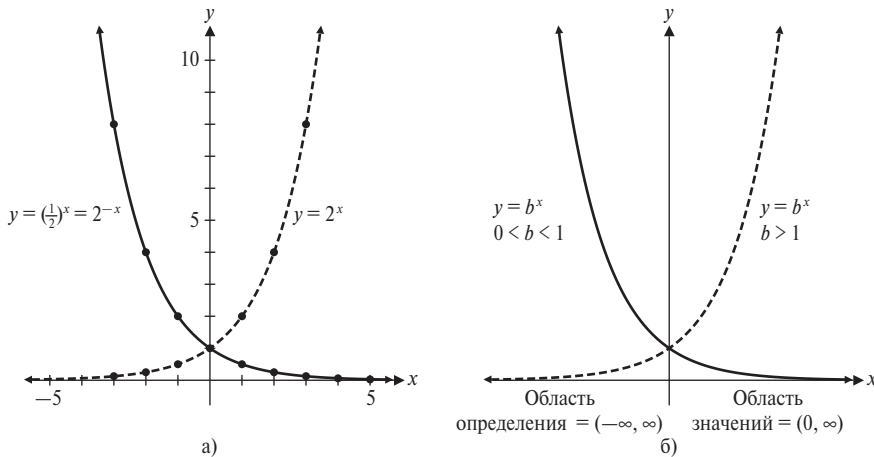 y
10
y = (1/2)^x = 2^−x
y = 2^x
5
−5
5
x
а)
y
y = b^x
0 < b < 1
y = b^x
b > 1
x
Область
определения = (−∞, ∞)
Область
значений = (0, ∞)
б)